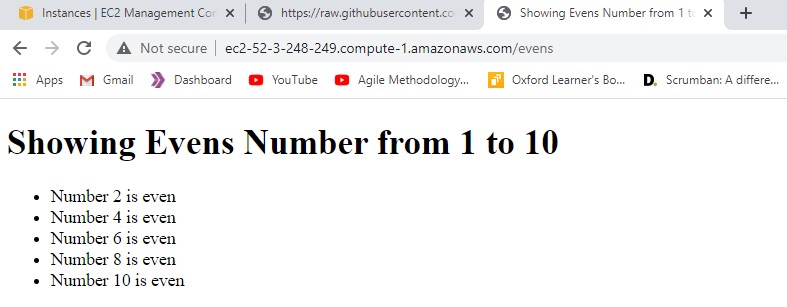 Instances | EC2 Management Con
https://raw.githubusercontent.co
Showing Evens Number from 1 t
Not secure | ec2-52-3-248-249.compute-1.amazonaws.com/evens
Apps Gmail Dashboard YouTube Agile Methodology... Oxford Learner's Bo... Scrumban: A differe...
Showing Evens Number from 1 to 10
• Number 2 is even
• Number 4 is even
• Number 6 is even
• Number 8 is even
• Number 10 is even